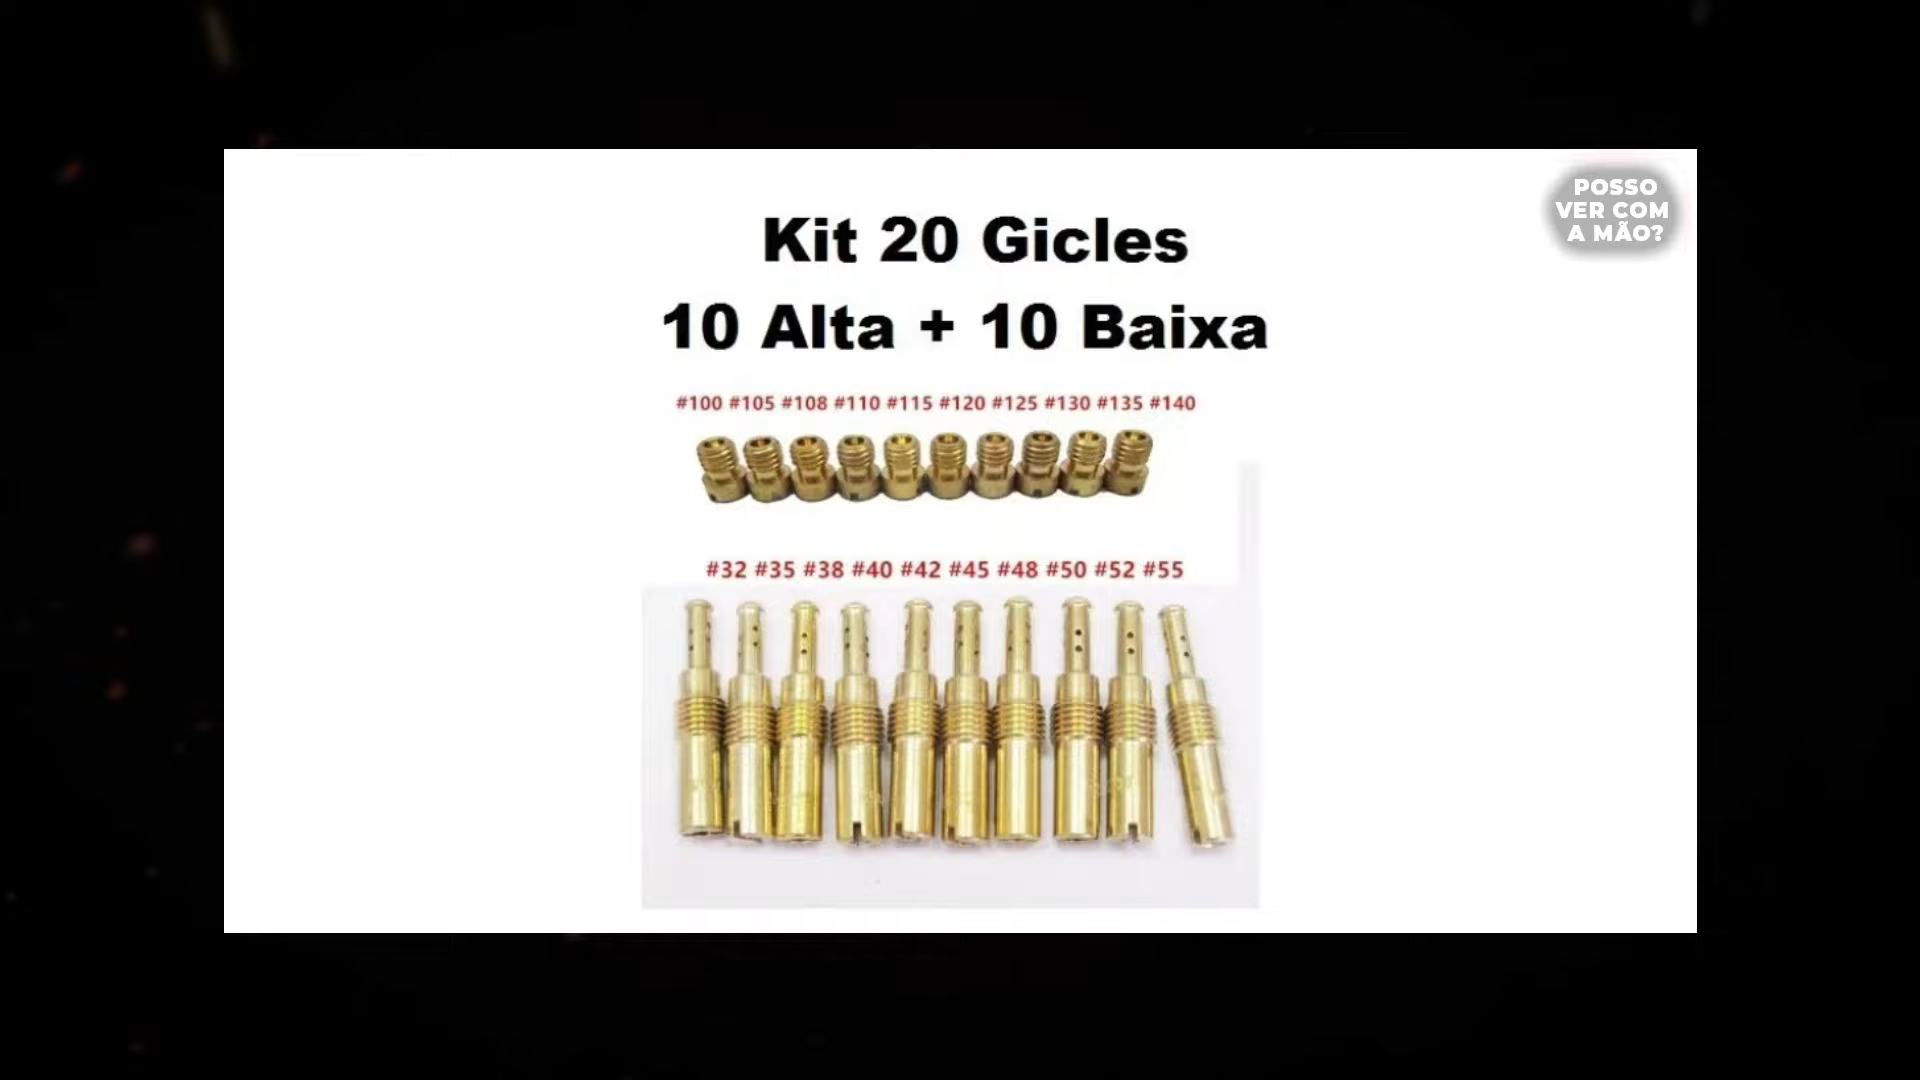 POSSO
VER COM
A MÃO?
Kit 20 Gicles
10 Alta + 10 Baixa
#100 #105 #108 #110 #115 #120 #125 #130 #135 #140
#32 #35 #38 #40 #42 #45 #48 #50 #52 #55